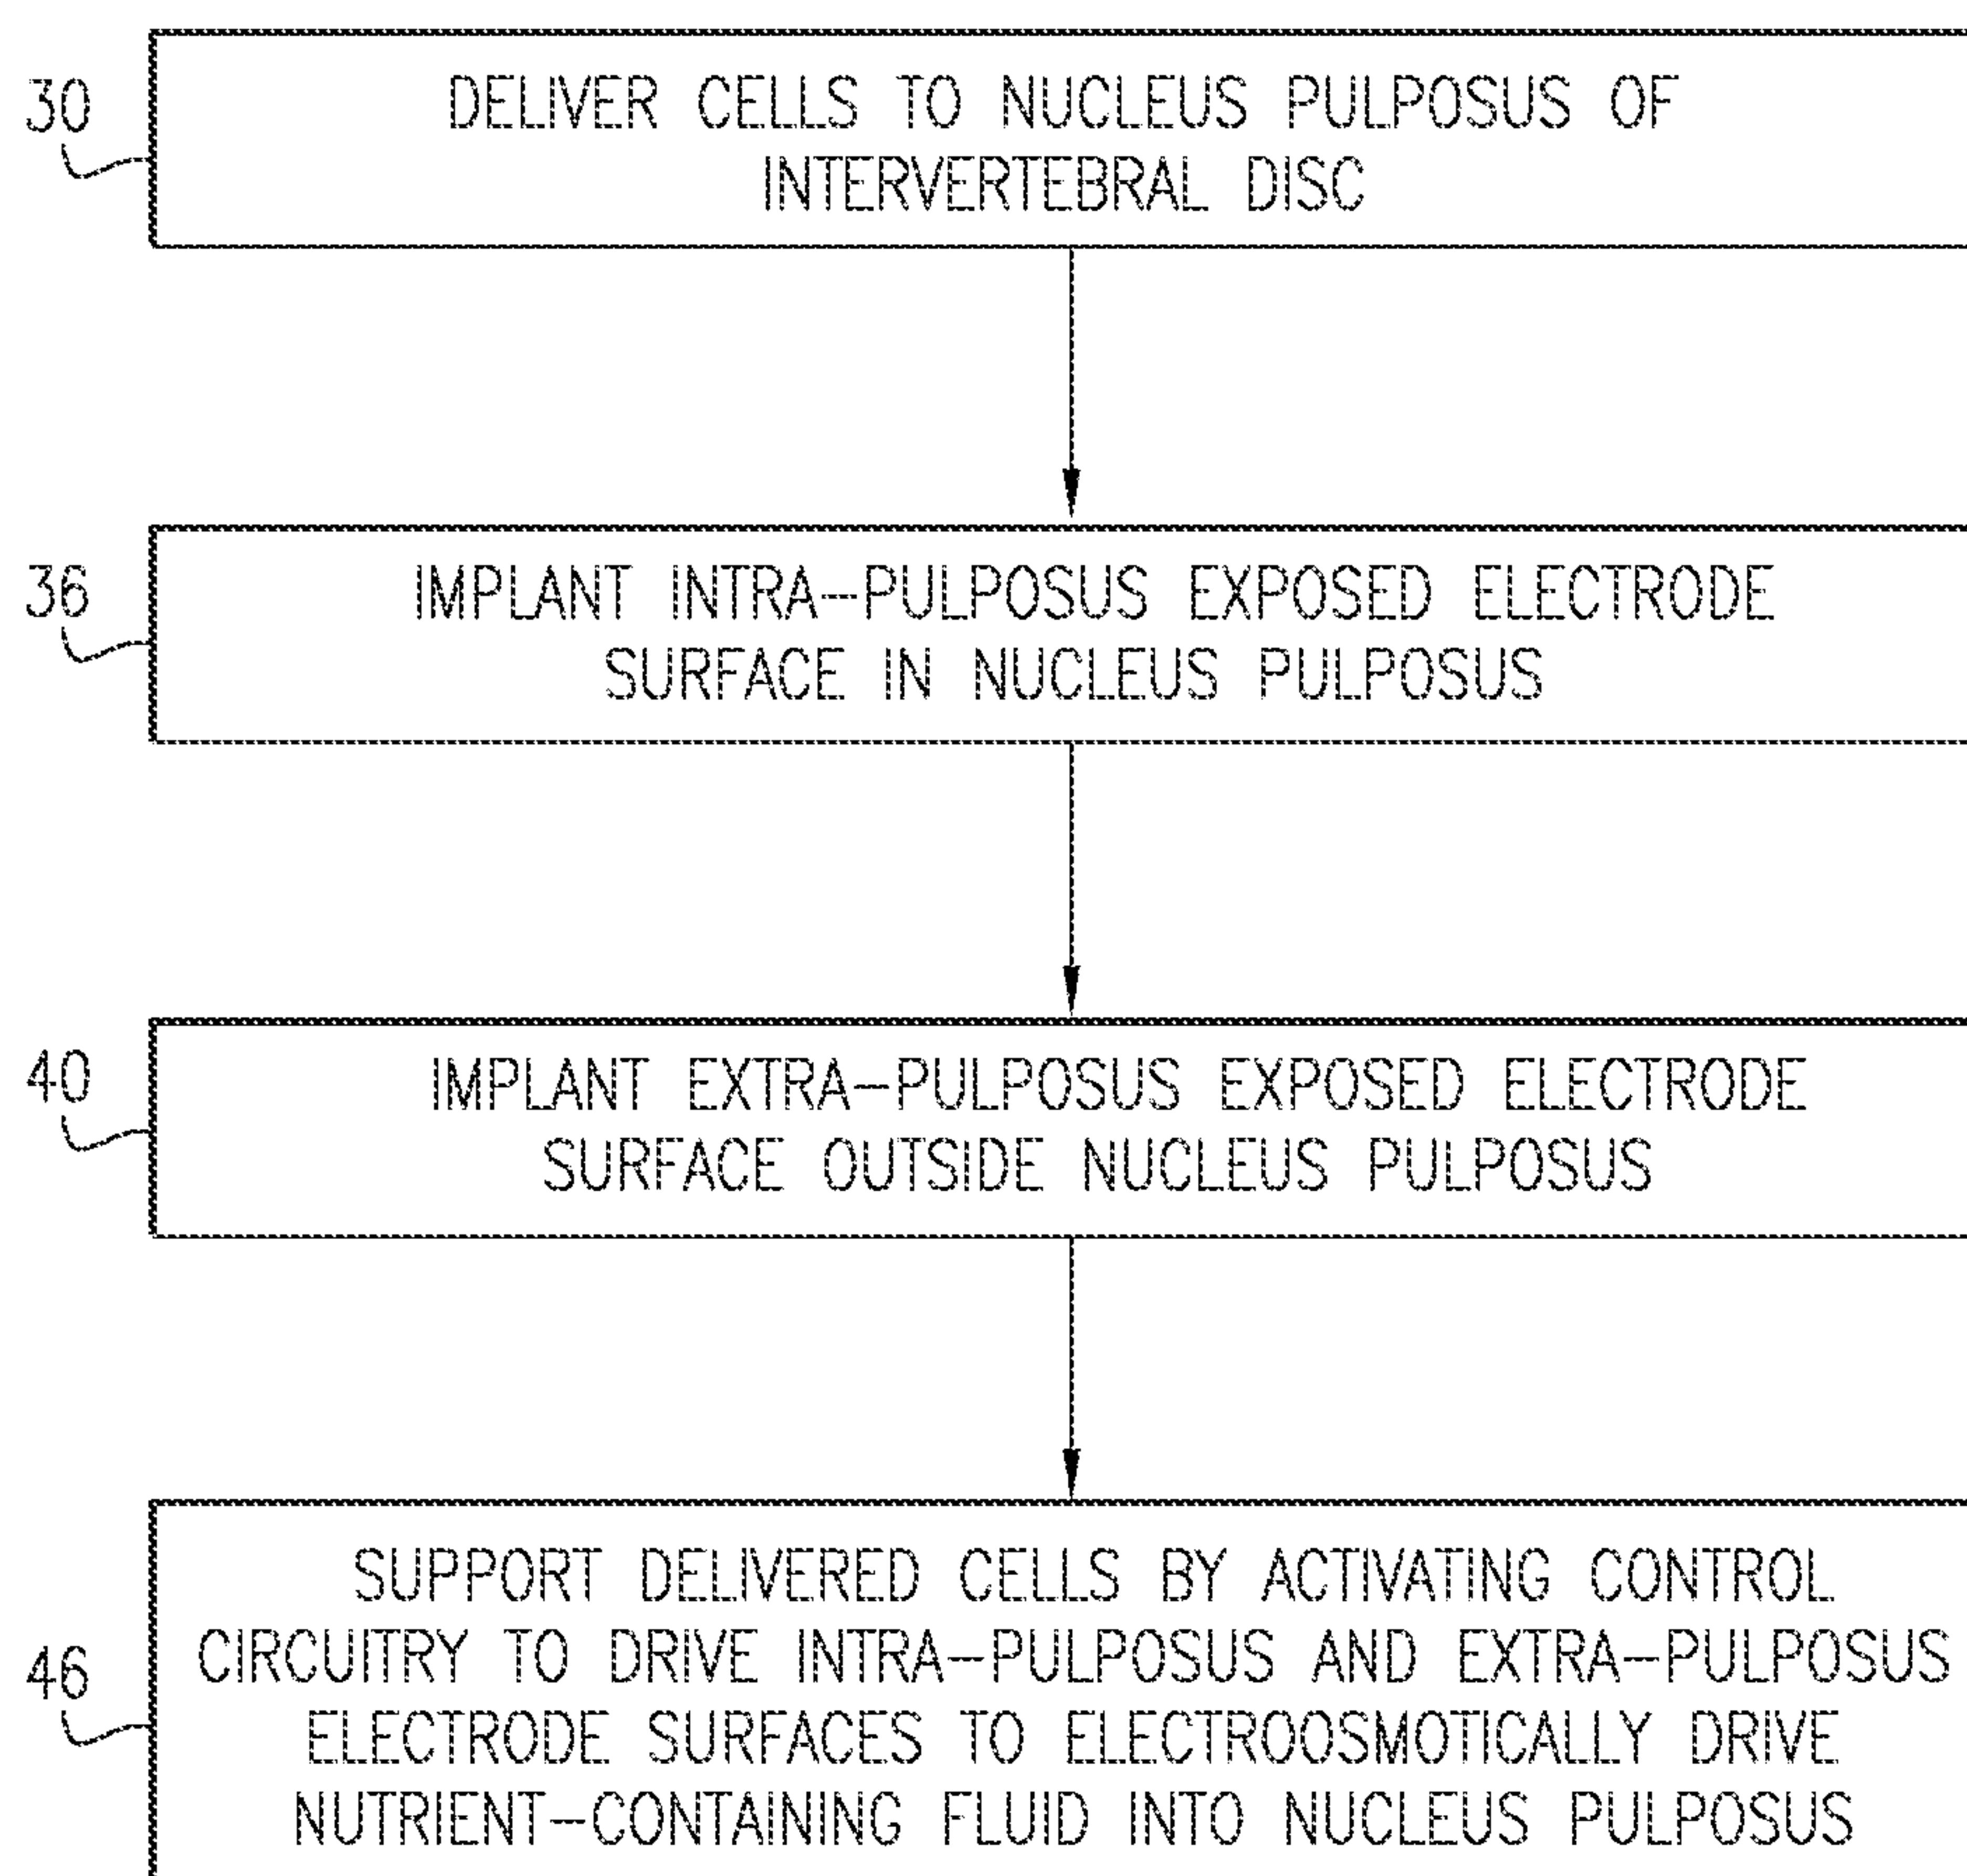 30
DELIVER CELLS TO NUCLEUS PULPOSUS OF
INTERVERTEBRAL DISC
36
IMPLANT INTRA-PULPOSUS EXPOSED ELECTRODE
SURFACE IN NUCLEUS PULPOSUS
40
IMPLANT EXTRA-PULPOSUS EXPOSED ELECTRODE
SURFACE OUTSIDE NUCLEUS PULPOSUS
46
SUPPORT DELIVERED CELLS BY ACTIVATING CONTROL
CIRCUITRY TO DRIVE INTRA-PULPOSUS AND EXTRA-PULPOSUS
ELECTRODE SURFACES TO ELECTROOSMOTICALLY DRIVE
NUTRIENT-CONTAINING FLUID INTO NUCLEUS PULPOSUS